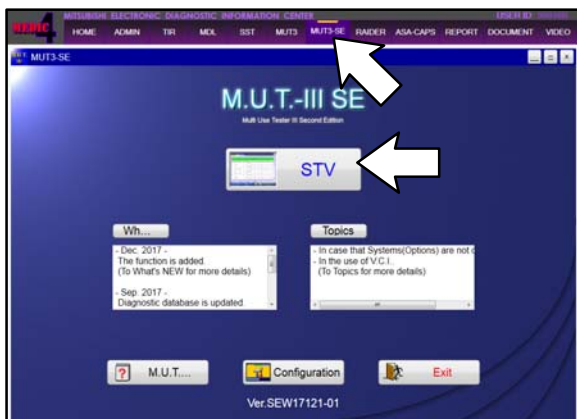 MITSUBISHI ELECTRONIC DIAGNOSTIC INFORMATION CENTER USER ID
MEDIC 4 HOME ADMIN TIR MDL SST MUT3 MUT3-SE RAIDER ASA-CAPS REPORT DOCUMENT VIDEO
MUT3-SE
M.U.T.-III SE
Multi Use Tester III Second Edition
STV
Wh...
Topics
- Dec. 2017 -
The function is added.
(To What's NEW for more details)
- Sep. 2017 -
Diagnostic database is updated
- In case that Systems(Options) are not
- In the use of V.C.I..
(To Topics for more details)
M.U.T....
Configuration
Exit
Ver.SEW17121-01